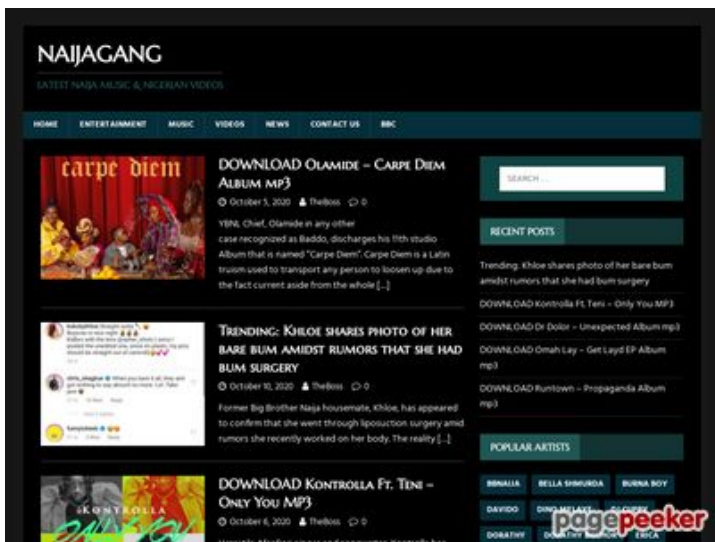 NAIJAGANG
LATEST NAIJA MUSIC & NIGERIAN VIDEOS
HOME ENTERTAINMENT MUSIC VIDEOS NEWS CONTACT US BBC
carpe diem
DOWNLOAD Olamide – Carpe Diem
Album mp3
October 5, 2020 TheBoss 0
YBNL Chief, Olamide in any other
case recognized as Baddo, discharges his 11th studio
Album that is named "Carpe Diem". Carpe Diem is a Latin
truism used to transport any person to loosen up due to
the fact current aside from the whole [...]
Trending: Khloe shares photo of her
bare bum amidst rumors that she had
bum surgery
October 10, 2020 TheBoss 0
Former Big Brother Naija housemate, Khloe, has appeared
to confirm that she went through liposuction surgery amid
rumors she recently worked on her body. The reality [...]
KONTROLLA
DOWNLOAD Kontrolla Ft. Teni –
Only You MP3
October 6, 2020 TheBoss 0
SEARCH ...
RECENT POSTS
Trending: Khloe shares photo of her bare bum
amidst rumors that she had bum surgery
DOWNLOAD Kontrolla Ft. Teni – Only You MP3
DOWNLOAD Dr Dolor – Unexpected Album mp3
DOWNLOAD Omah Lay – Get Layd EP Album
mp3
DOWNLOAD Runtown – Propaganda Album
mp3
POPULAR ARTISTS
BBNAIJA BELLA SHMURDA BURNA BOY
DAVIDO DINO MELAYE DJ CUPPY
DORATHY ERICA
pagepeeker